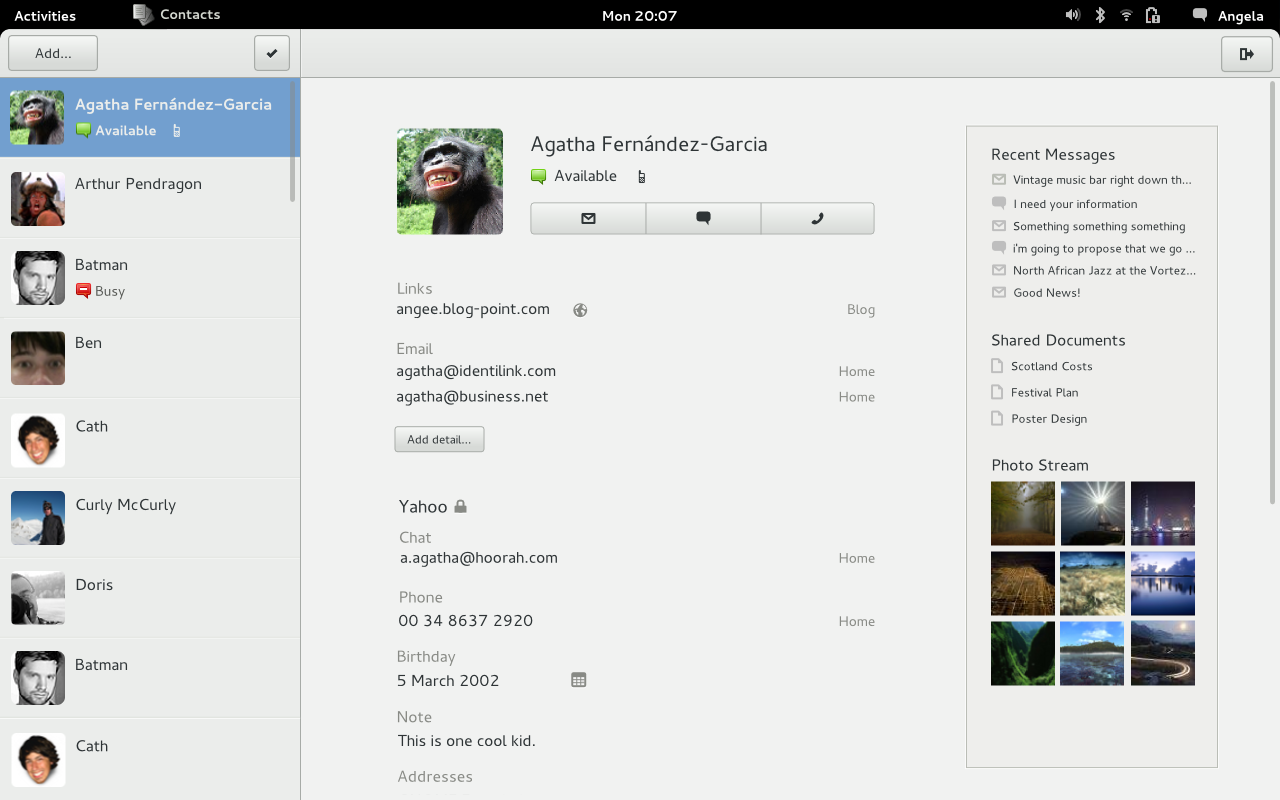 Activities
Contacts
Mon 20:07
Angela
Add...
Agatha Fernández-Garcia
Available
Arthur Pendragon
Batman
Busy
Ben
Cath
Curly McCurly
Doris
Batman
Cath
Agatha Fernández-Garcia
Available
Links
angee.blog-point.com
Blog
Email
agatha@identilink.com
Home
agatha@business.net
Home
Add detail...
Yahoo
Chat
a.agatha@hoorah.com
Home
Phone
00 34 8637 2920
Home
Birthday
5 March 2002
Note
This is one cool kid.
Addresses
Recent Messages
Vintage music bar right down th...
I need your information
Something something something
i'm going to propose that we go ...
North African Jazz at the Vortez...
Good News!
Shared Documents
Scotland Costs
Festival Plan
Poster Design
Photo Stream